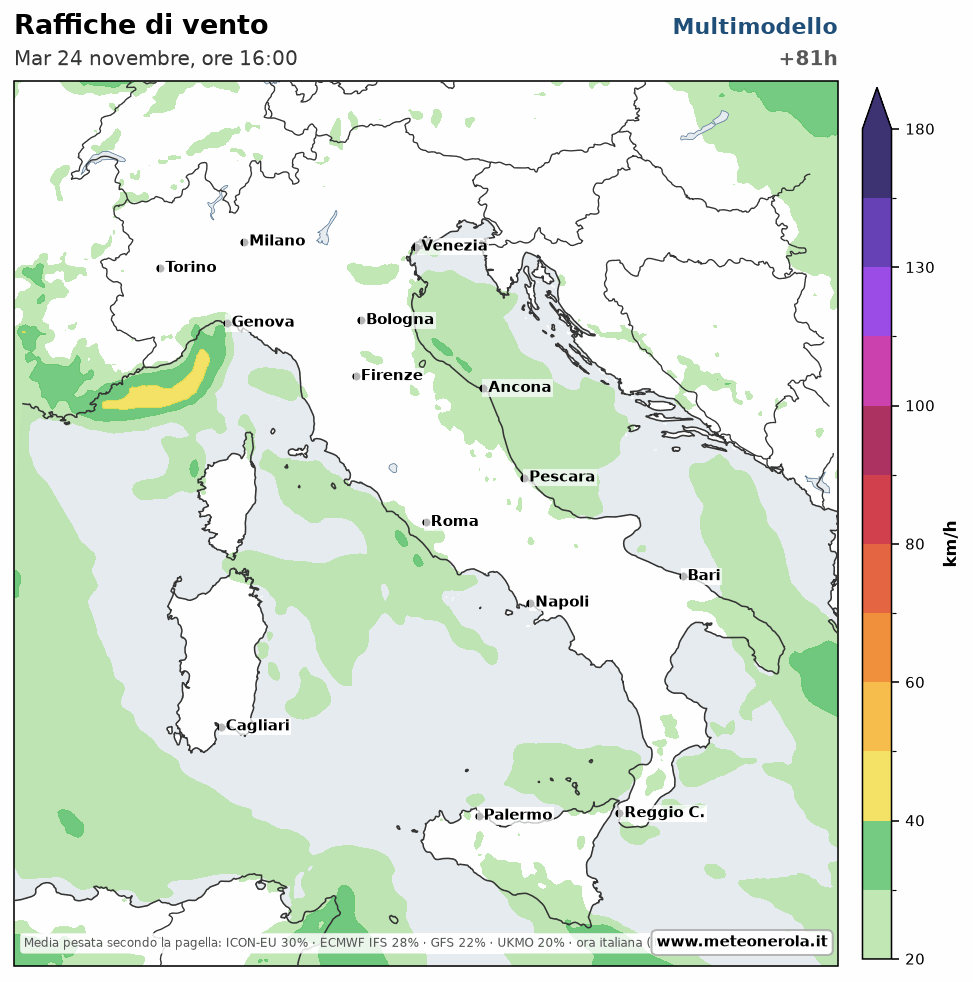 Raffiche di vento
Multimodello
Mar 24 novembre, ore 16:00
+81h
Milano
Venezia
Torino
Genova
Bologna
Firenze
Ancona
Pescara
Roma
Bari
Napoli
Cagliari
Palermo
Reggio C.
180
130
100
80
60
40
20
km/h
Media pesata secondo la pagella: ICON-EU 30% · ECMWF IFS 28% · GFS 22% · UKMO 20% · ora italiana (
www.meteonerola.it